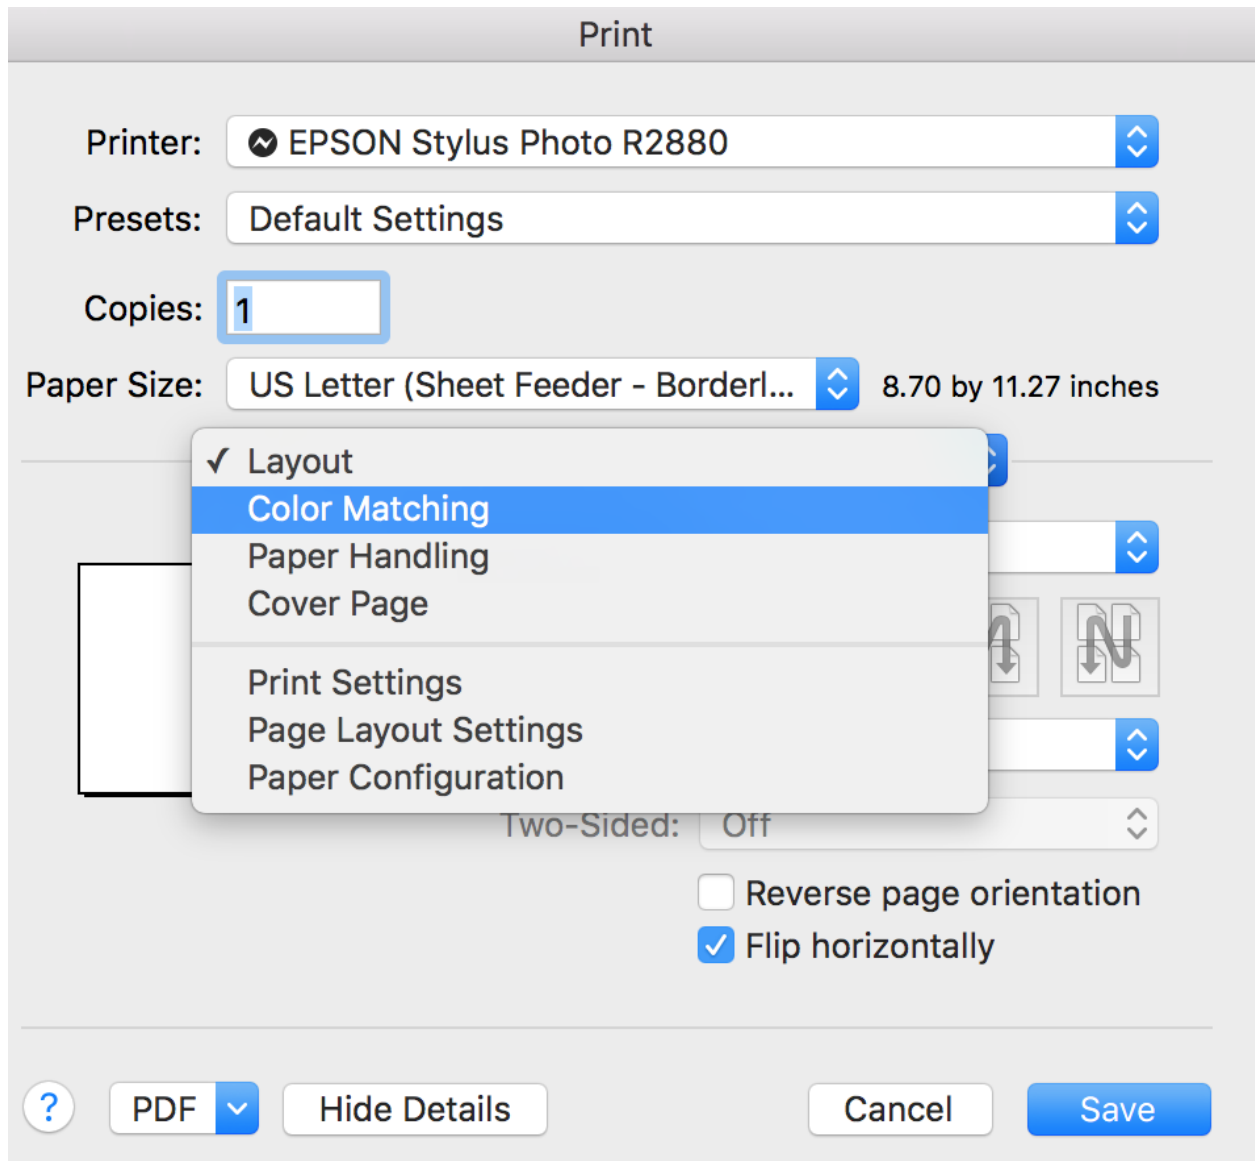 Print
Printer: EPSON Stylus Photo R2880
Presets: Default Settings
Copies: 1
Paper Size: US Letter (Sheet Feeder - Borderl... 8.70 by 11.27 inches
✓ Layout
Color Matching
Paper Handling
Cover Page
Print Settings
Page Layout Settings
Paper Configuration
Two-Sided: Off
Reverse page orientation
Flip horizontally
? PDF Hide Details Cancel Save